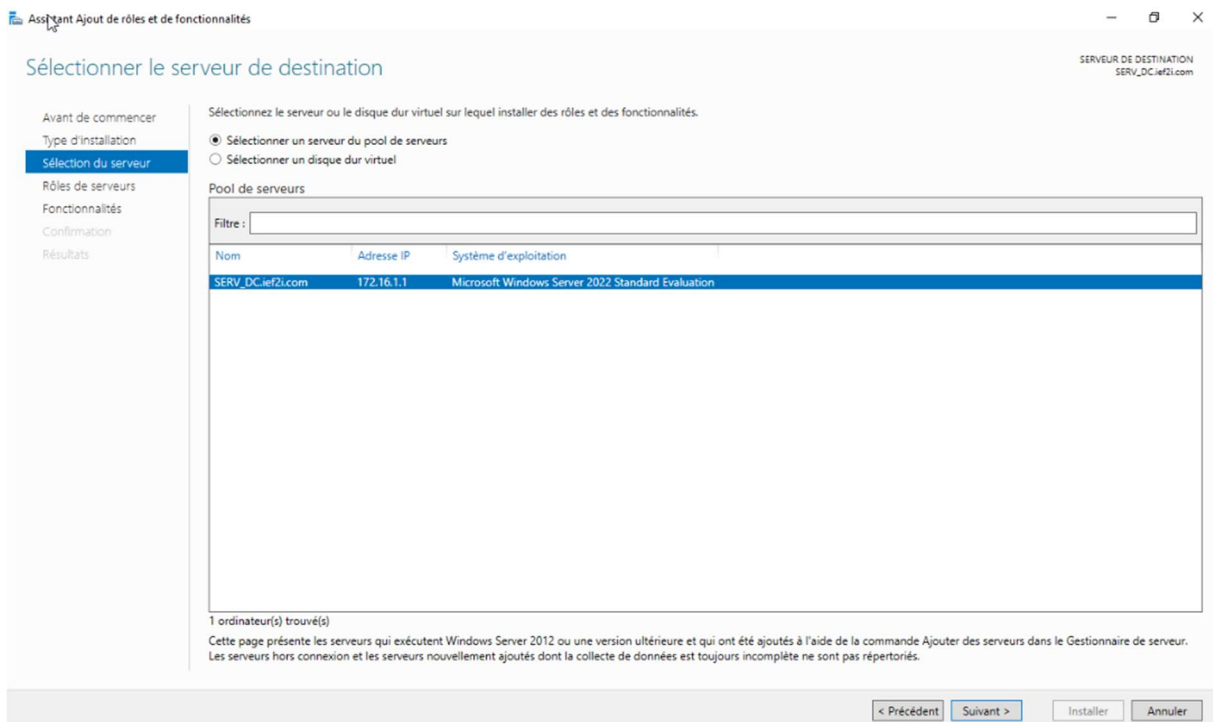 Assistant Ajout de rôles et de fonctionnalités
Sélectionner le serveur de destination
SERVEUR DE DESTINATION
SERV_DC.ief2i.com
Avant de commencer
Type d'installation
Sélection du serveur
Rôles de serveurs
Fonctionnalités
Confirmation
Résultats
Sélectionnez le serveur ou le disque dur virtuel sur lequel installer des rôles et des fonctionnalités.
Sélectionner un serveur du pool de serveurs
Sélectionner un disque dur virtuel
Pool de serveurs
Filtre :
Nom Adresse IP Système d'exploitation
SERV_DC.ief2i.com 172.16.1.1 Microsoft Windows Server 2022 Standard Evaluation
1 ordinateur(s) trouvé(s)
Cette page présente les serveurs qui exécutent Windows Server 2012 ou une version ultérieure et qui ont été ajoutés à l'aide de la commande Ajouter des serveurs dans le Gestionnaire de serveur.
Les serveurs hors connexion et les serveurs nouvellement ajoutés dont la collecte de données est toujours incomplète ne sont pas répertoriés.
< Précédent Suivant > Installer Annuler